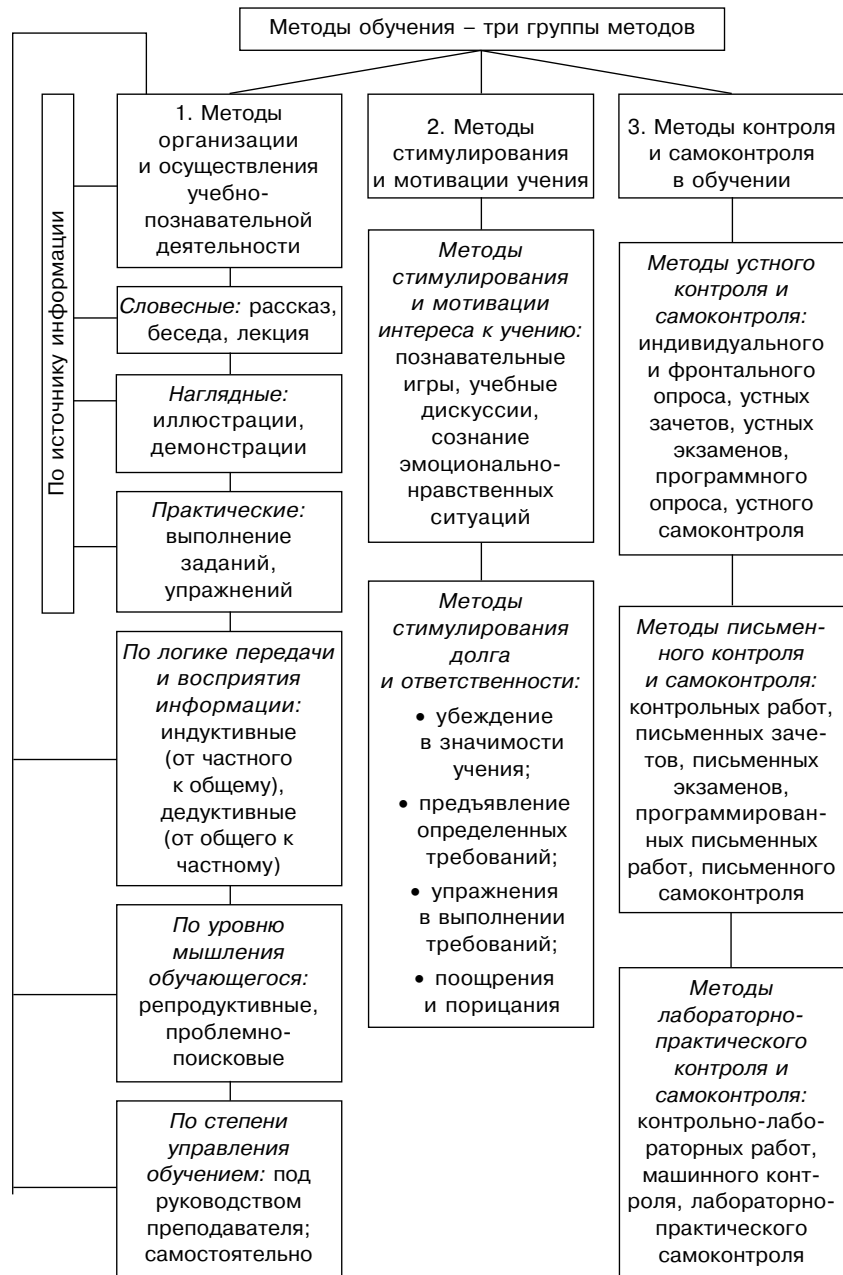 Методы обучения – три группы методов
По источнику информации
1. Методы
организации
и осуществления
учебно-
познавательной
деятельности
Словесные: рассказ,
беседа, лекция
Наглядные:
иллюстрации,
демонстрации
Практические:
выполнение
заданий,
упражнений
По логике передачи
и восприятия
информации:
индуктивные
(от частного
к общему),
дедуктивные
(от общего к
частному)
По уровню
мышления
обучающегося:
репродуктивные,
проблемно-
поисковые
По степени
управления
обучением: под
руководством
преподавателя;
самостоятельно
2. Методы
стимулирования
и мотивации учения
Методы
стимулирования
и мотивации
интереса к учению:
познавательные
игры, учебные
дискуссии,
сознание
эмоционально-
нравственных
ситуаций
Методы
стимулирования
долга
и ответственности:
• убеждение
в значимости
учения;
• предъявление
определенных
требований;
• упражнения
в выполнении
требований;
• поощрения
и порицания
3. Методы контроля
и самоконтроля
в обучении
Методы устного
контроля и
самоконтроля:
индивидуального
и фронтального
опроса, устных
зачетов, устных
экзаменов,
программного
опроса, устного
самоконтроля
Методы письмен-
ного контроля
и самоконтроля:
контрольных работ,
письменных заче-
тов, письменных
экзаменов,
программирован-
ных письменных
работ, письменного
самоконтроля
Методы
лабораторно-
практического
контроля и
самоконтроля:
контрольно-лабо-
раторных работ,
машинного конт-
роля, лабораторно-
практического
самоконтроля